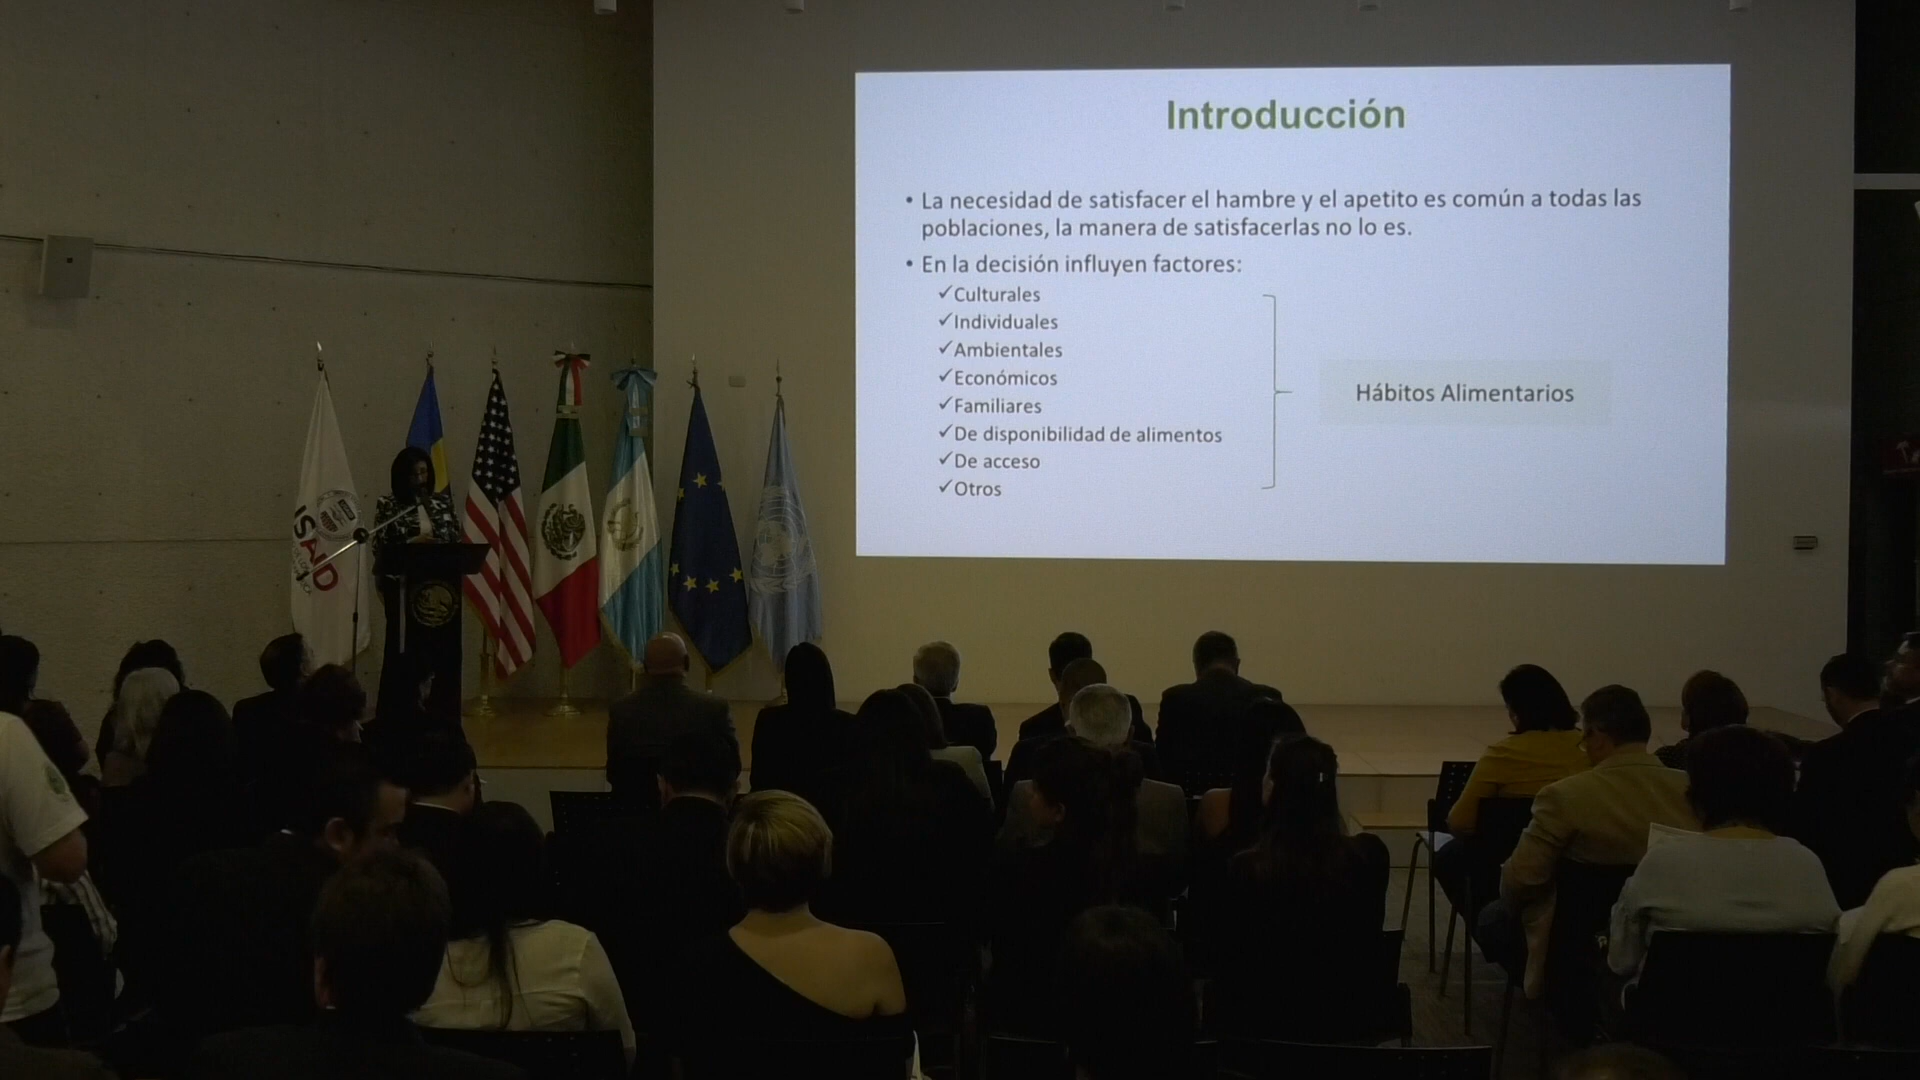 Introducción
• La necesidad de satisfacer el hambre y el apetito es común a todas las
poblaciones, la manera de satisfacerlas no lo es.
• En la decisión influyen factores:
✓Culturales
✓Individuales
✓Ambientales
✓Económicos
✓Familiares
✓De disponibilidad de alimentos
✓De acceso
✓Otros
Hábitos Alimentarios
USAID